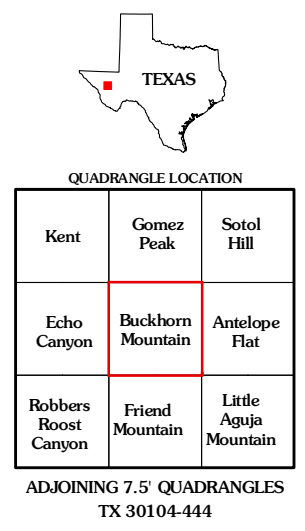 TEXAS
QUADRANGLE LOCATION
Kent
Gomez
Peak
Sotol
Hill
Echo
Canyon
Buckhorn
Mountain
Antelope
Flat
Robbers
Roost
Canyon
Friend
Mountain
Little
Aguja
Mountain
ADJOINING 7.5' QUADRANGLES
TX 30104-444